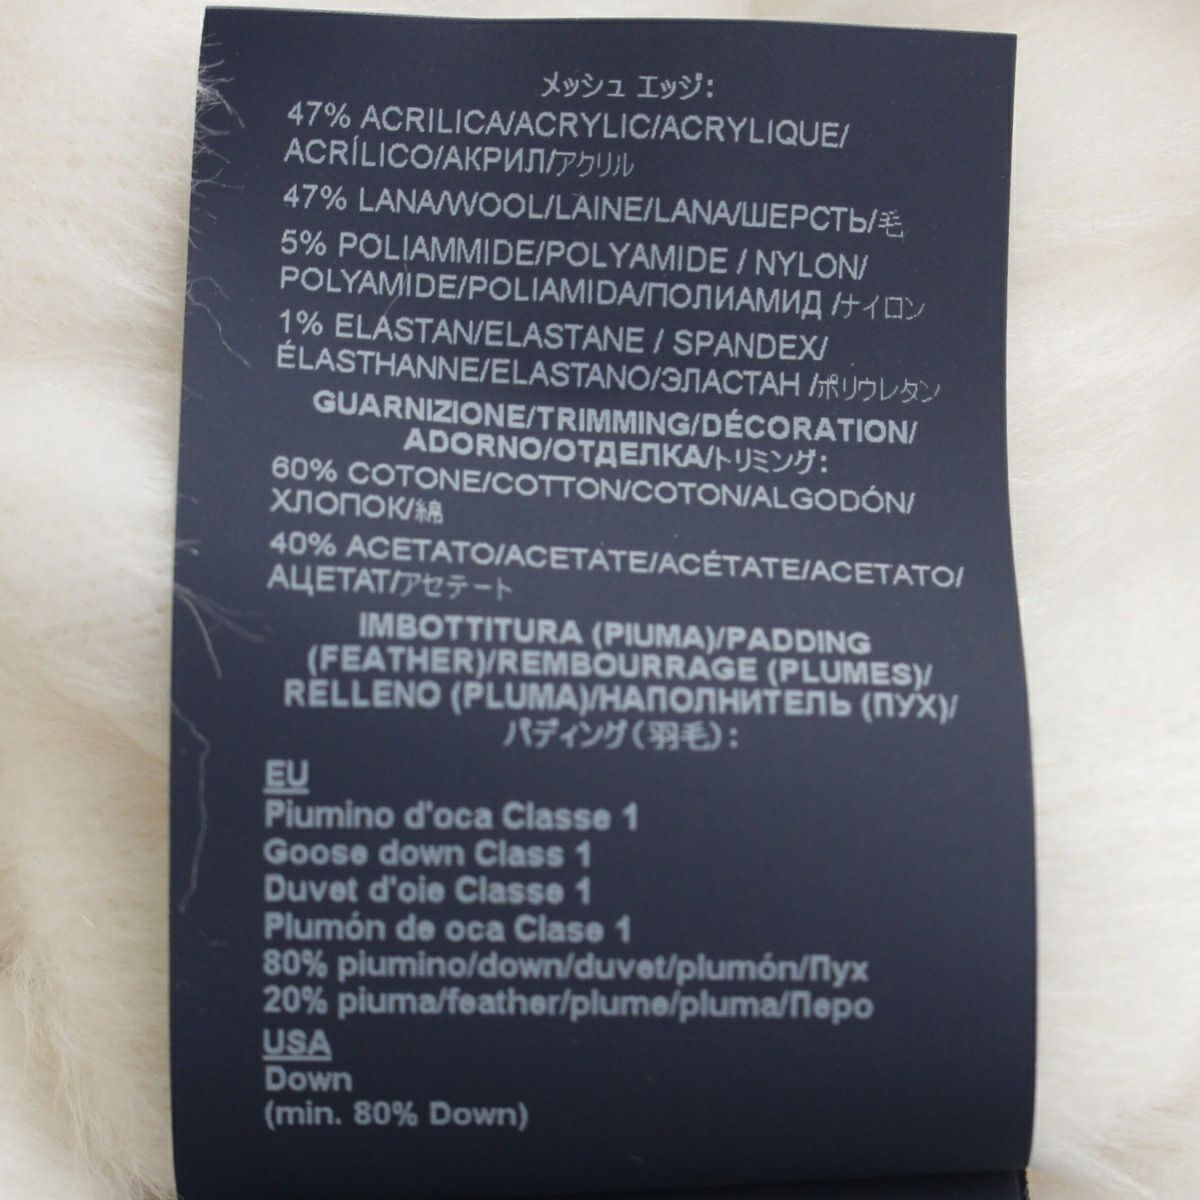 メッシュ エッジ:
47% ACRILICA/ACRYLIC/ACRYLIQUE/
ACRÍLICO/АКРИЛ/アクリル
47% LANA/WOOL/LAINE/LANA/ШЕРСТЬ/毛
5% POLIAMMIDE/POLYAMIDE / NYLON/
POLYAMIDE/POLIAMIDA/ПОЛИАМИД /ナイロン
1% ELASTAN/ELASTANE / SPANDEX/
ÉLASTHANNE/ELASTANO/ЭЛАСТАН /ポリウレタン
GUARNIZIONE/TRIMMING/DÉCORATION/
ADORNO/ОТДЕЛКА/トリミング:
60% COTONE/COTTON/COTON/ALGODÓN/
ХЛОПОК/綿
40% ACETATO/ACETATE/ACÉTATE/ACETATO/
АЦЕТАТ/アセテート
IMBOTTITURA (PIUMA)/PADDING
(FEATHER)/REMBOURRAGE (PLUMES)/
RELLENO (PLUMA)/НАПОЛНИТЕЛЬ (ПУХ)/
パディング(羽毛):
EU
Piumino d'oca Classe 1
Goose down Class 1
Duvet d'oie Classe 1
Plumón de oca Clase 1
80% piumino/down/duvet/plumón/Пух
20% piuma/feather/plume/pluma/Перо
USA
Down
(min. 80% Down)